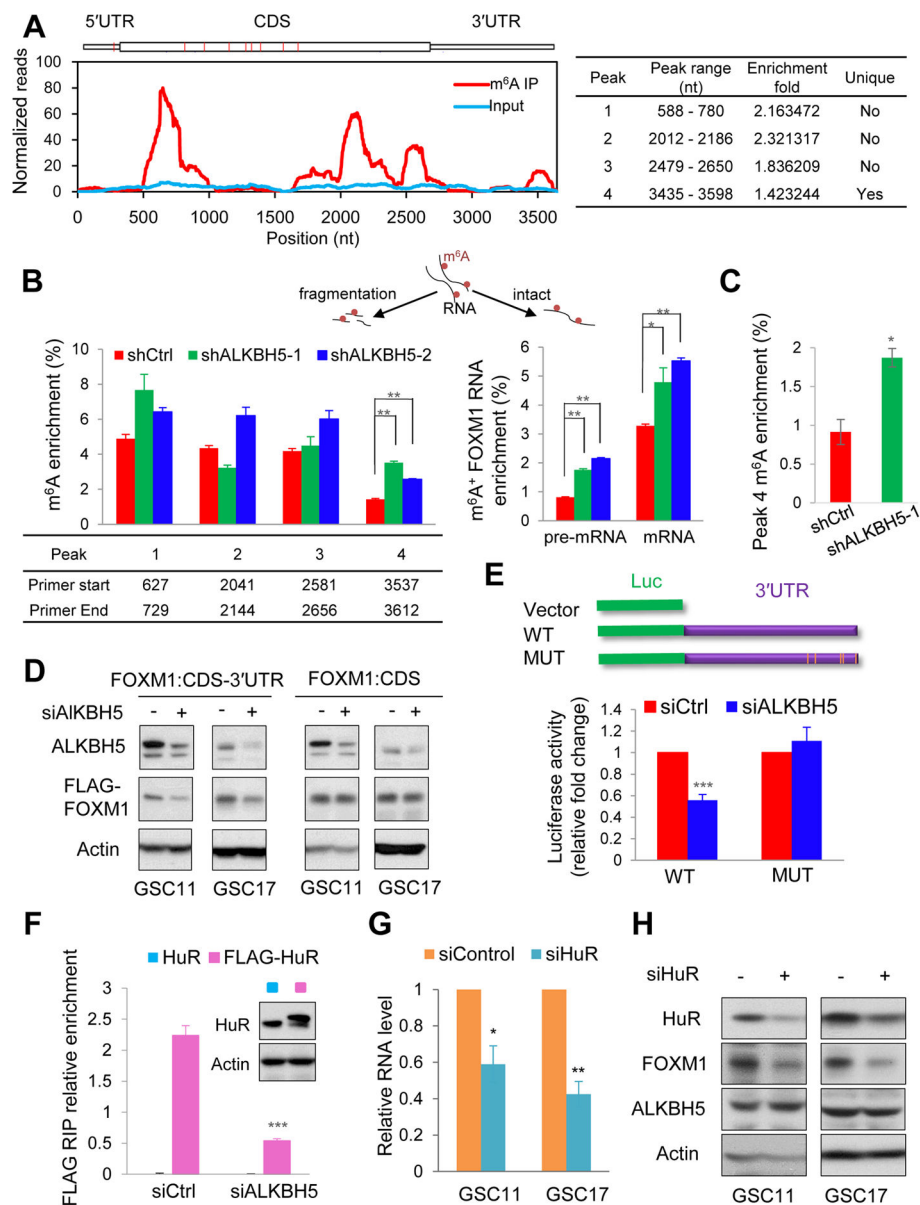 A
5′UTR CDS 3′UTR
Normalized reads
100
80
60
40
20
0
m⁶A IP
Input
0 500 1000 1500 2000 2500 3000 3500
Position (nt)
Peak Peak range (nt) Enrichment fold Unique
1 588 - 780 2.163472 No
2 2012 - 2186 2.321317 No
3 2479 - 2650 1.836209 No
4 3435 - 3598 1.423244 Yes
B
m⁶A
fragmentation RNA intact
shCtrl shALKBH5-1 shALKBH5-2
m⁶A enrichment (%)
10
8
6
4
2
0
**
**
Peak 1 2 3 4
Primer start 627 2041 2581 3537
Primer End 729 2144 2656 3612
m⁶A⁺ FOXM1 RNA enrichment (%)
6
5
4
3
2
1
0
**
**
**
*
pre-mRNA mRNA
C
Peak 4 m⁶A enrichment (%)
2
1.5
1
0.5
0
*
shCtrl shALKBH5-1
D
FOXM1:CDS-3′UTR FOXM1:CDS
siAlKBH5 - + - + - + - +
ALKBH5
FLAG-FOXM1
Actin
GSC11 GSC17 GSC11 GSC17
E
Luc 3′UTR
Vector
WT
MUT
siCtrl siALKBH5
Luciferase activity (relative fold change)
1.4
1.2
1
0.8
0.6
0.4
0.2
0
***
WT MUT
F
HuR FLAG-HuR
FLAG RIP relative enrichment
3
2.5
2
1.5
1
0.5
0
HuR
Actin
***
siCtrl siALKBH5
G
siControl siHuR
Relative RNA level
1
0.8
0.6
0.4
0.2
0
*
**
GSC11 GSC17
H
siHuR - + - +
HuR
FOXM1
ALKBH5
Actin
GSC11 GSC17